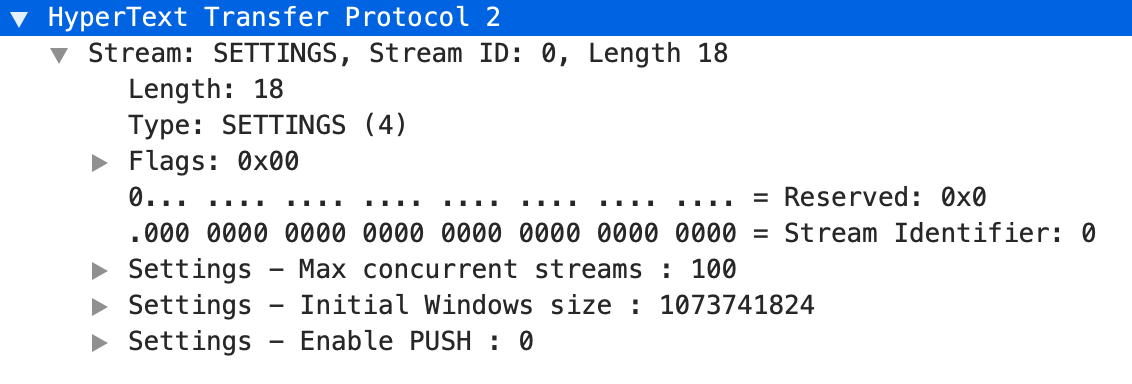 HyperText Transfer Protocol 2
Stream: SETTINGS, Stream ID: 0, Length 18
Length: 18
Type: SETTINGS (4)
Flags: 0x00
0... .... .... .... .... .... .... .... = Reserved: 0x0
.000 0000 0000 0000 0000 0000 0000 0000 = Stream Identifier: 0
Settings – Max concurrent streams : 100
Settings – Initial Windows size : 1073741824
Settings – Enable PUSH : 0